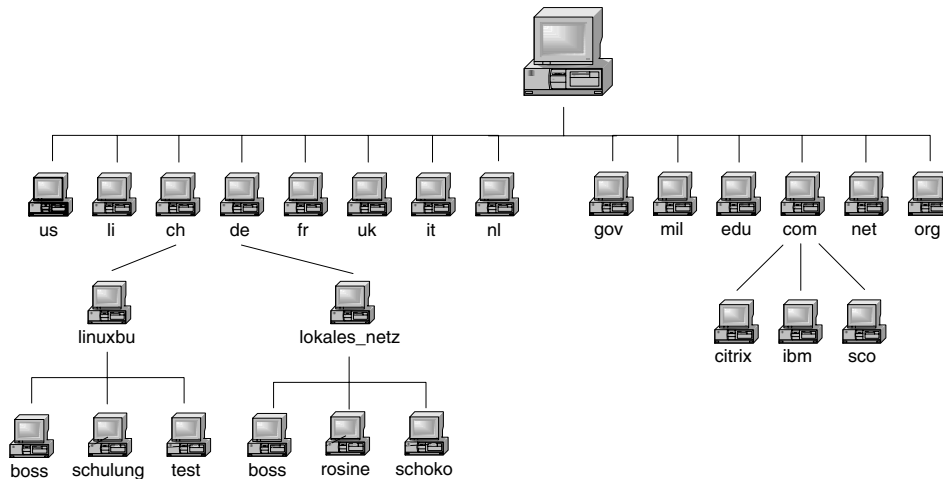 us li ch de fr uk it nl gov mil edu com net org
linuxbu lokales_netz
citrix ibm sco
boss schulung test boss rosine schoko